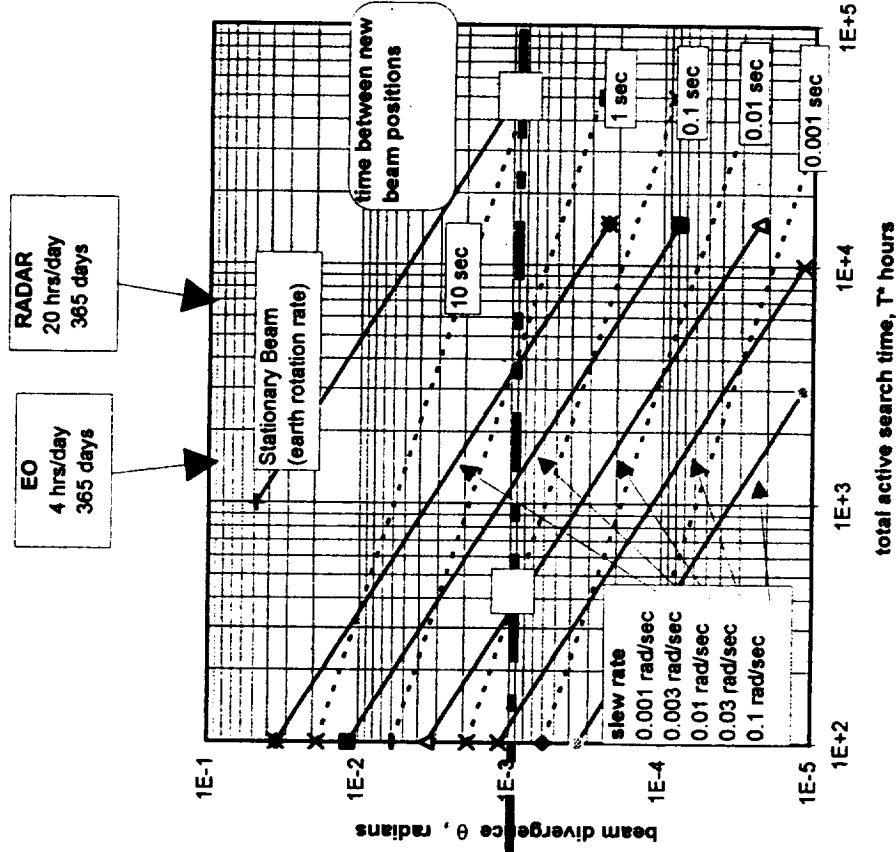 EO
4 hrs/day
365 days
RADAR
20 hrs/day
365 days
1E-1
1E-2
1E-3
1E-4
1E-5
beam divergence θ , radians
Stationary Beam
(earth rotation rate)
time between new
beam positions
10 sec
1 sec
0.1 sec
0.01 sec
0.001 sec
slew rate
0.001 rad/sec
0.003 rad/sec
0.01 rad/sec
0.03 rad/sec
0.1 rad/sec
1E+2
1E+3
1E+4
1E+5
total active search time, T* hours